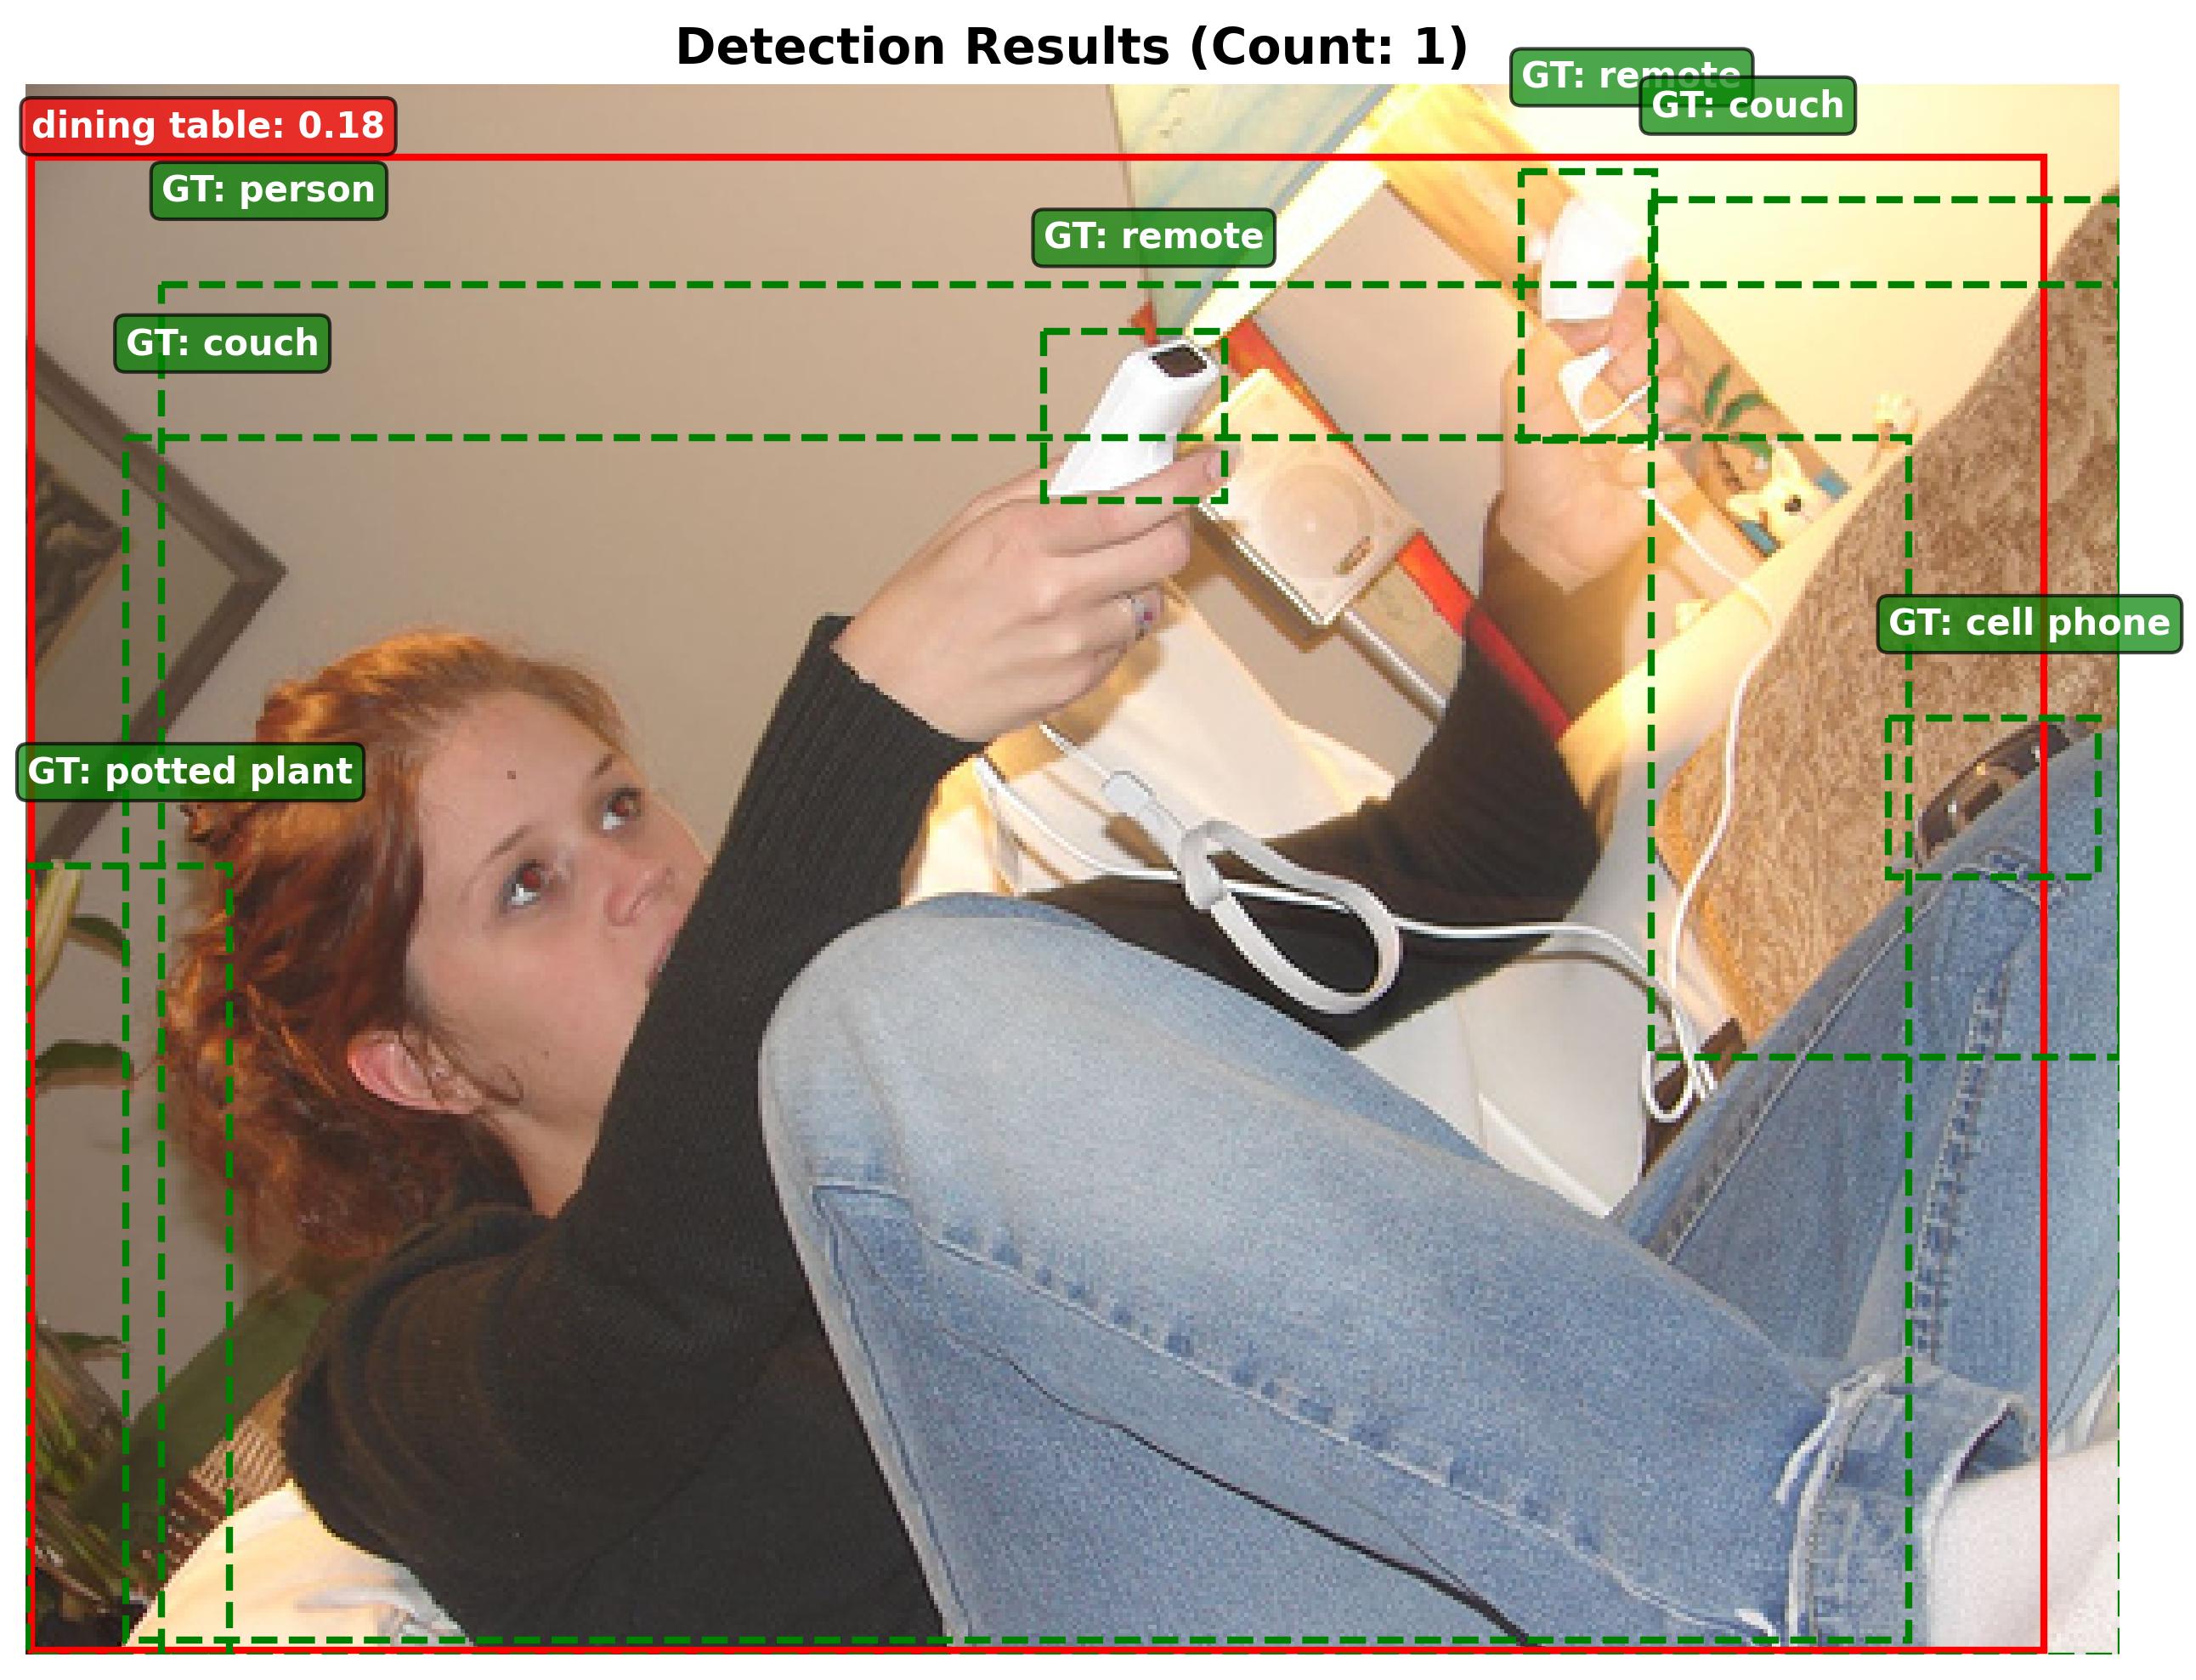 Detection Results (Count: 1)
GT: remote
GT: couch
dining table: 0.18
GT: person
GT: remote
GT: couch
GT: cell phone
GT: potted plant